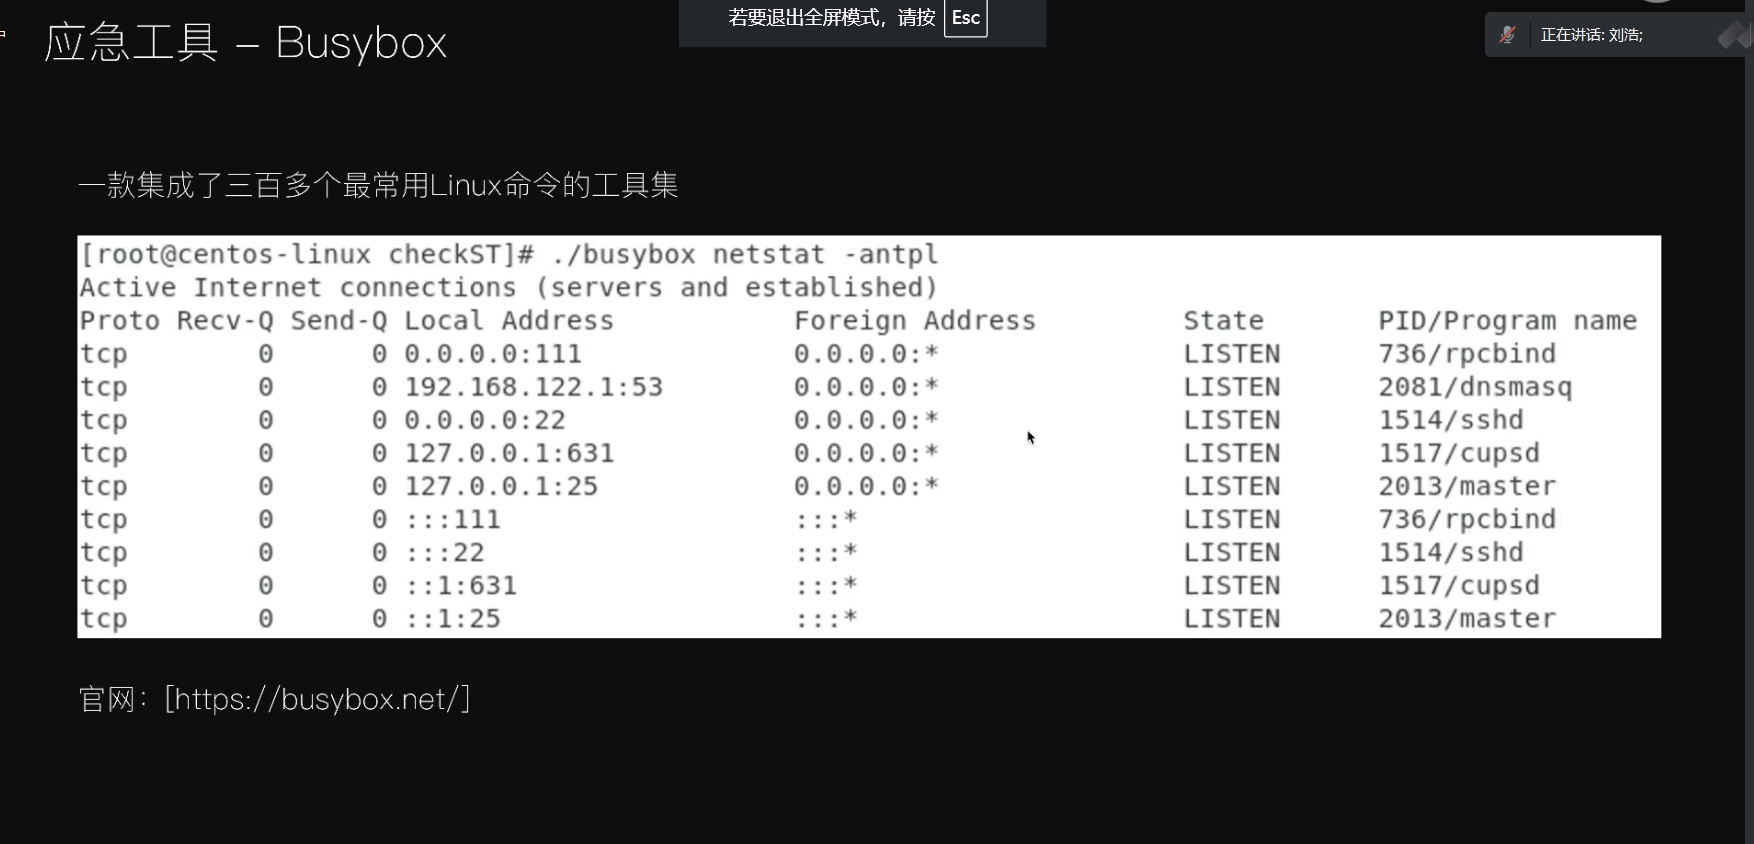 若要退出全屏模式，请按 Esc
正在讲话: 刘浩;
应急工具 – Busybox
一款集成了三百多个最常用Linux命令的工具集
[root@centos-linux checkST]# ./busybox netstat -antpl
Active Internet connections (servers and established)
Proto Recv-Q Send-Q Local Address Foreign Address State PID/Program name
tcp 0 0 0.0.0.0:111 0.0.0.0:* LISTEN 736/rpcbind
tcp 0 0 192.168.122.1:53 0.0.0.0:* LISTEN 2081/dnsmasq
tcp 0 0 0.0.0.0:22 0.0.0.0:* LISTEN 1514/sshd
tcp 0 0 127.0.0.1:631 0.0.0.0:* LISTEN 1517/cupsd
tcp 0 0 127.0.0.1:25 0.0.0.0:* LISTEN 2013/master
tcp 0 0 :::111 :::* LISTEN 736/rpcbind
tcp 0 0 :::22 :::* LISTEN 1514/sshd
tcp 0 0 ::1:631 :::* LISTEN 1517/cupsd
tcp 0 0 ::1:25 :::* LISTEN 2013/master
官网：[https://busybox.net/]